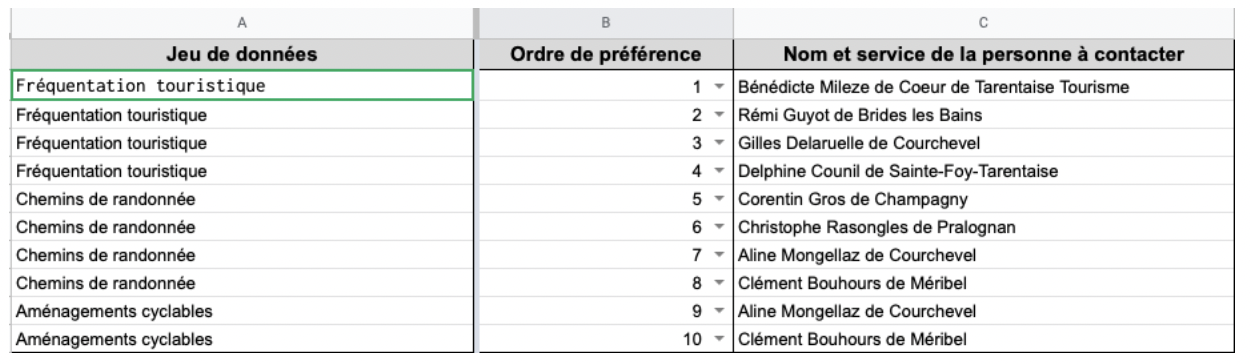 A B C
Jeu de données Ordre de préférence Nom et service de la personne à contacter
Fréquentation touristique 1 Bénédicte Mileze de Coeur de Tarentaise Tourisme
Fréquentation touristique 2 Rémi Guyot de Brides les Bains
Fréquentation touristique 3 Gilles Delaruelle de Courchevel
Fréquentation touristique 4 Delphine Counil de Sainte-Foy-Tarentaise
Chemins de randonnée 5 Corentin Gros de Champagny
Chemins de randonnée 6 Christophe Rasongles de Pralognan
Chemins de randonnée 7 Aline Mongellaz de Courchevel
Chemins de randonnée 8 Clément Bouhours de Méribel
Aménagements cyclables 9 Aline Mongellaz de Courchevel
Aménagements cyclables 10 Clément Bouhours de Méribel